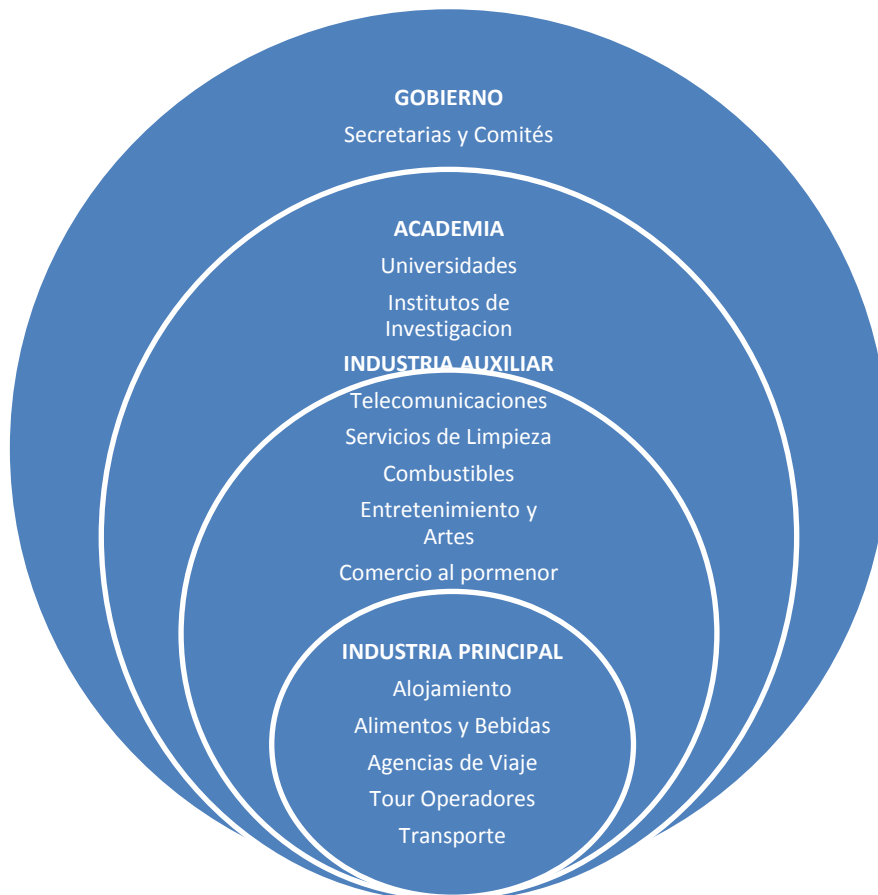 GOBIERNO
Secretarias y Comités
ACADEMIA
Universidades
Institutos de
Investigacion
INDUSTRIA AUXILIAR
Telecomunicaciones
Servicios de Limpieza
Combustibles
Entretenimiento y
Artes
Comercio al pormenor
INDUSTRIA PRINCIPAL
Alojamiento
Alimentos y Bebidas
Agencias de Viaje
Tour Operadores
Transporte